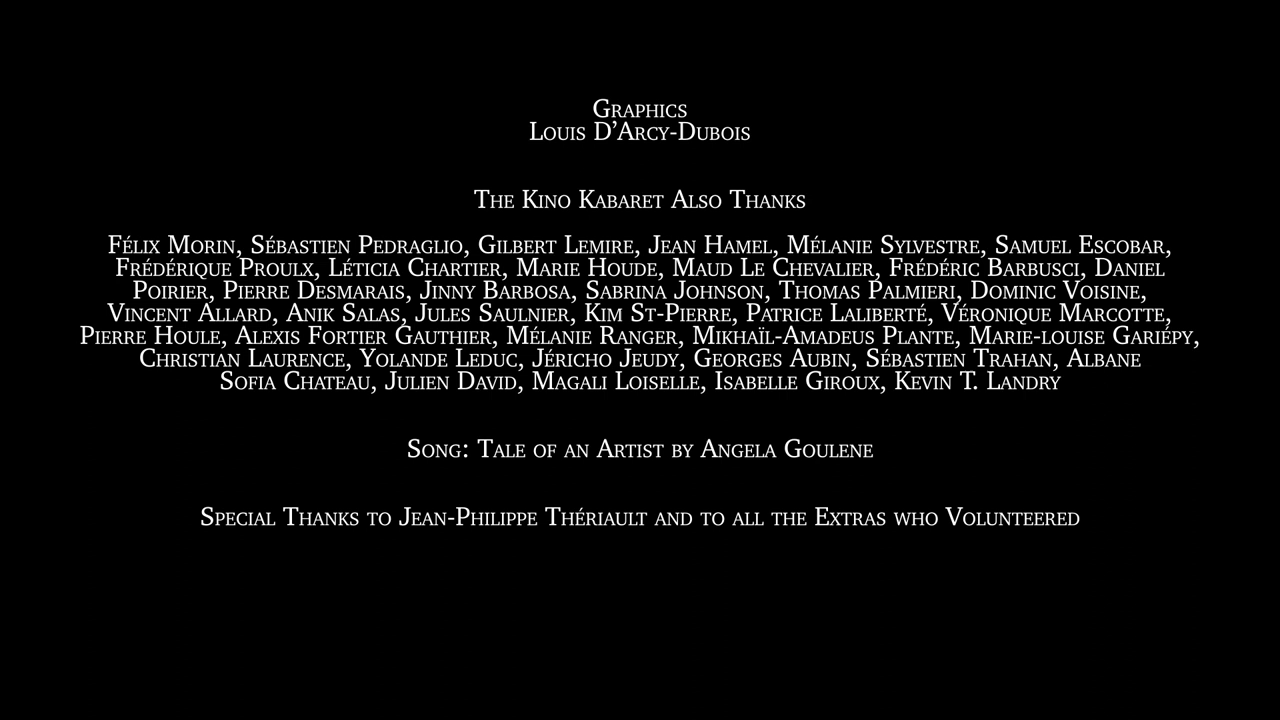 Graphics
Louis D'Arcy-Dubois
The Kino Kabaret Also Thanks
Félix Morin, Sébastien Pedraglio, Gilbert Lemire, Jean Hamel, Mélanie Sylvestre, Samuel Escobar,
Frédérique Proulx, Léticia Chartier, Marie Houde, Maud Le Chevalier, Frédéric Barbusci, Daniel
Poirier, Pierre Desmarais, Jinny Barbosa, Sabrina Johnson, Thomas Palmieri, Dominic Voisine,
Vincent Allard, Anik Salas, Jules Saulnier, Kim St-Pierre, Patrice Laliberté, Véronique Marcotte,
Pierre Houle, Alexis Fortier Gauthier, Mélanie Ranger, Mikhaïl-Amadeus Plante, Marie-louise Gariépy,
Christian Laurence, Yolande Leduc, Jéricho Jeudy, Georges Aubin, Sébastien Trahan, Albane
Sofia Chateau, Julien David, Magali Loiselle, Isabelle Giroux, Kevin T. Landry
Song: Tale of an Artist by Angela Goulene
Special Thanks to Jean-Philippe Thériault and to all the Extras who Volunteered